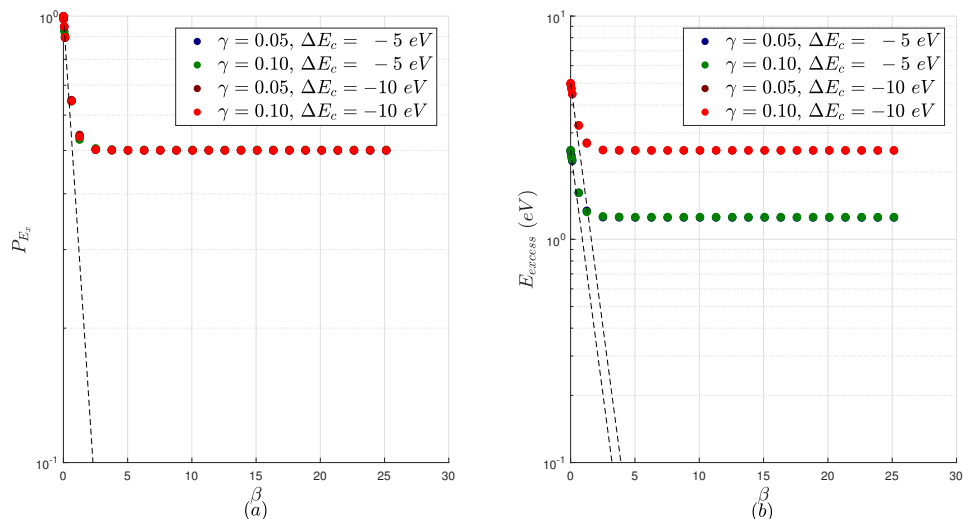 10^0
10^-1
P_{E_x}
0 5 10 15 20 25 30
β
(a)
γ = 0.05, ΔE_c = − 5 eV
γ = 0.10, ΔE_c = − 5 eV
γ = 0.05, ΔE_c = −10 eV
γ = 0.10, ΔE_c = −10 eV
10^1
10^0
10^-1
E_{excess} (eV)
0 5 10 15 20 25 30
β
(b)
γ = 0.05, ΔE_c = − 5 eV
γ = 0.10, ΔE_c = − 5 eV
γ = 0.05, ΔE_c = −10 eV
γ = 0.10, ΔE_c = −10 eV